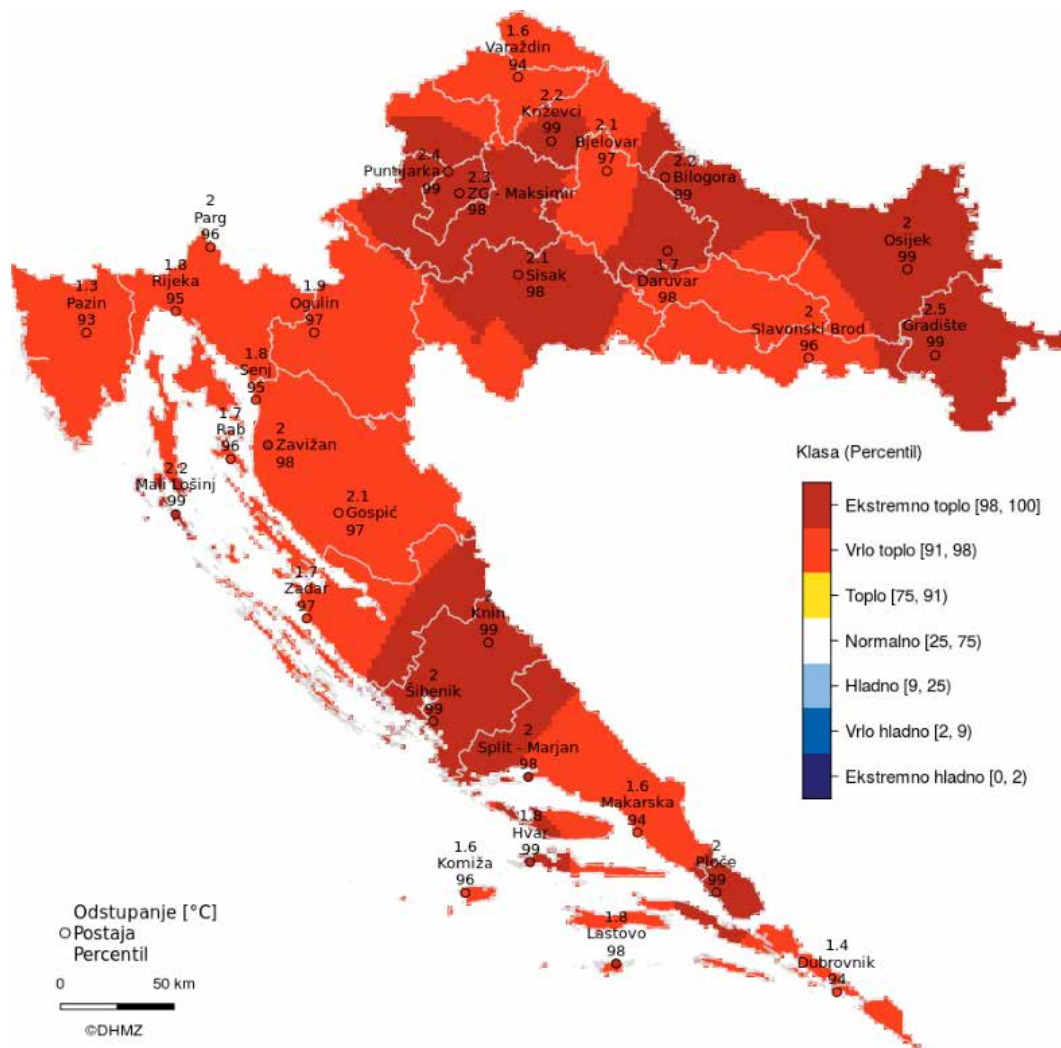 1.6
Varaždin
94
2.2
Križevci
99
2.1
Bjelovar
97
2.4
Puntijarka
99
2.3
ZG - Maksimir
98
2.2
Bilogora
99
2
Parg
96
2
Osijek
99
1.3
Pazin
93
1.8
Rijeka
95
1.9
Ogulin
97
2.1
Sisak
98
1.7
Daruvar
98
2
Slavonski Brod
96
2.5
Gradište
99
1.8
Senj
95
1.7
Rab
96
2
Zavižan
98
2.2
Mali Lošinj
99
2.1
Gospić
97
1.7
Zadar
97
2
Knin
99
2
Šibenik
99
2
Split - Marjan
98
1.6
Makarska
94
1.8
Hvar
99
1.6
Komiža
96
2
Ploče
99
1.8
Lastovo
98
1.4
Dubrovnik
94
Klasa (Percentil)
Ekstremno toplo [98, 100]
Vrlo toplo [91, 98)
Toplo [75, 91)
Normalno [25, 75)
Hladno [9, 25)
Vrlo hladno [2, 9)
Ekstremno hladno [0, 2)
Odstupanje [°C]
Postaja
Percentil
0 50 km
©DHMZ